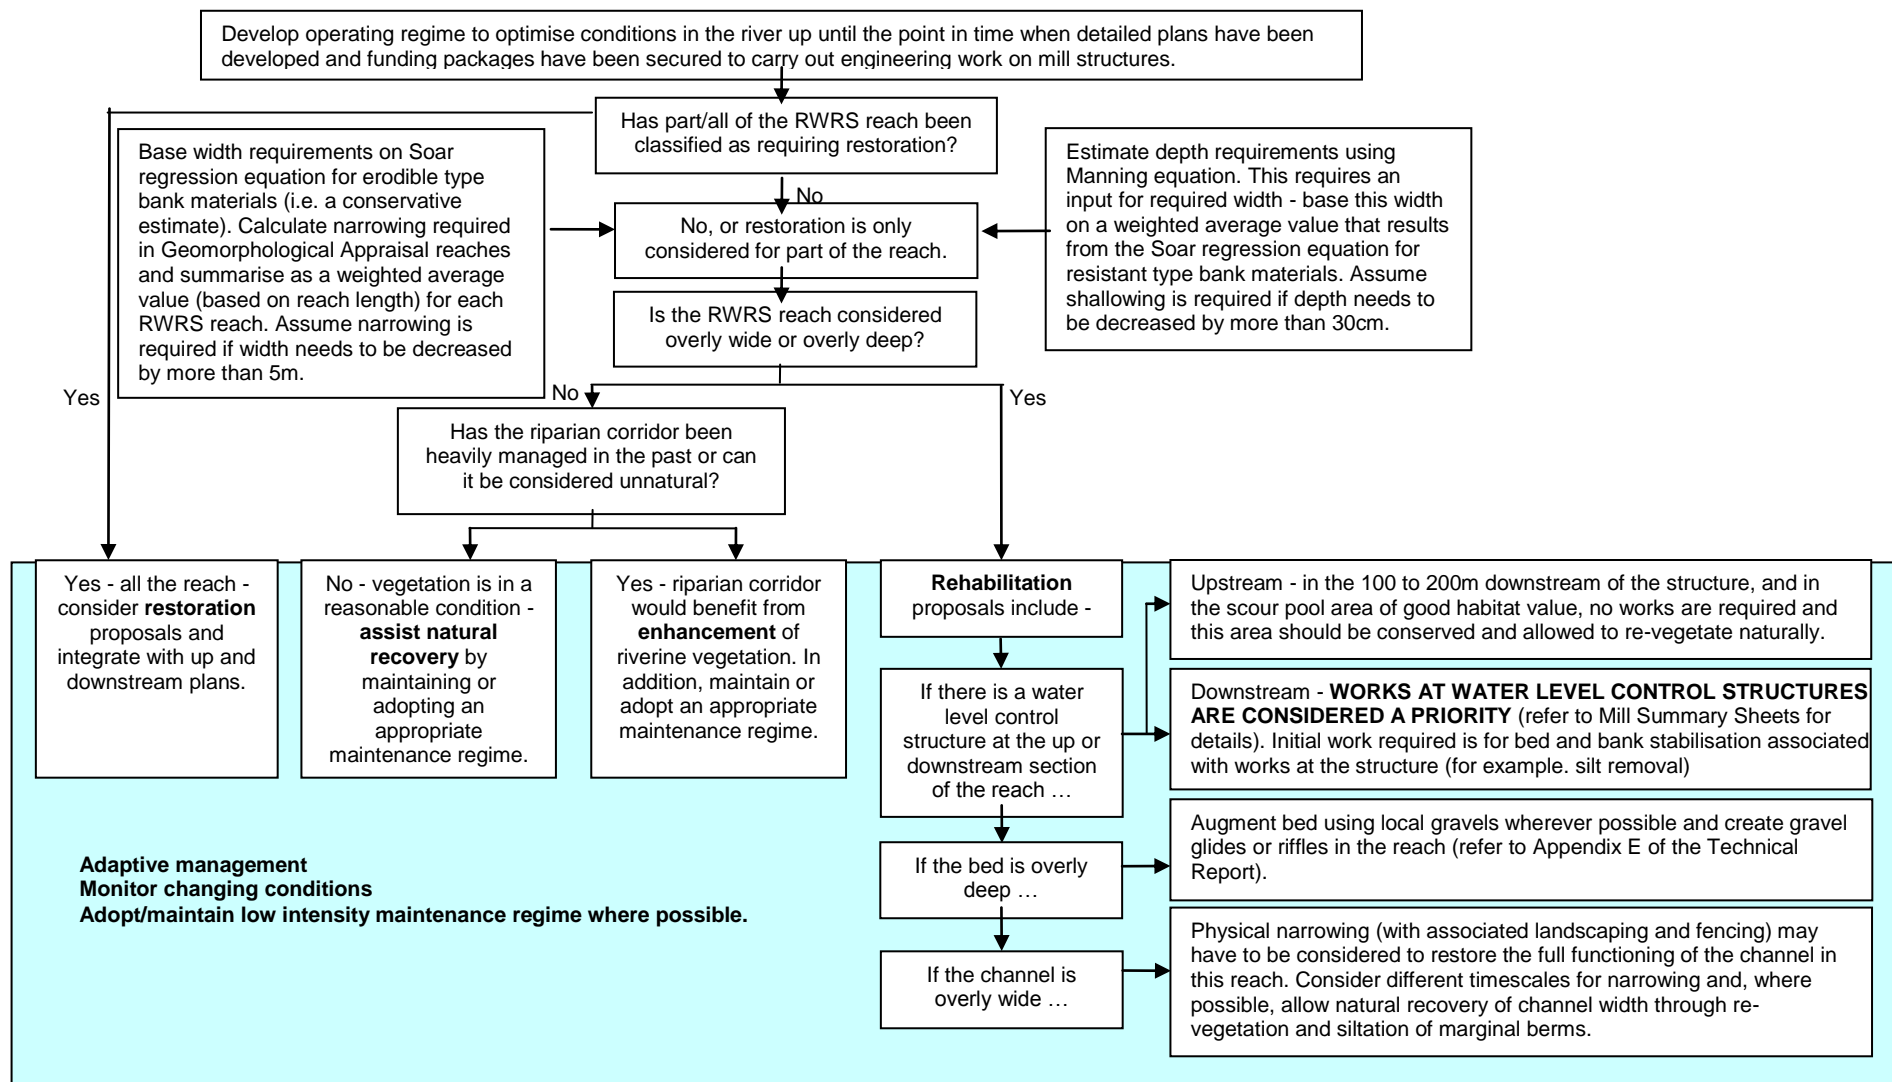 Develop operating regime to optimise conditions in the river up until the point in time when detailed plans have been
developed and funding packages have been secured to carry out engineering work on mill structures.
Has part/all of the RWRS reach been
classified as requiring restoration?
Base width requirements on Soar
regression equation for erodible type
bank materials (i.e. a conservative
estimate). Calculate narrowing required
in Geomorphological Appraisal reaches
and summarise as a weighted average
value (based on reach length) for each
RWRS reach. Assume narrowing is
required if width needs to be decreased
by more than 5m.
Estimate depth requirements using
Manning equation. This requires an
input for required width - base this width
on a weighted average value that results
from the Soar regression equation for
resistant type bank materials. Assume
shallowing is required if depth needs to
be decreased by more than 30cm.
No
No, or restoration is only
considered for part of the reach.
Is the RWRS reach considered
overly wide or overly deep?
Yes
No
Yes
Has the riparian corridor been
heavily managed in the past or can
it be considered unnatural?
Yes - all the reach -
consider restoration
proposals and
integrate with up and
downstream plans.
No - vegetation is in a
reasonable condition -
assist natural
recovery by
maintaining or
adopting an
appropriate
maintenance regime.
Yes - riparian corridor
would benefit from
enhancement of
riverine vegetation. In
addition, maintain or
adopt an appropriate
maintenance regime.
Rehabilitation
proposals include -
Upstream - in the 100 to 200m downstream of the structure, and in
the scour pool area of good habitat value, no works are required and
this area should be conserved and allowed to re-vegetate naturally.
If there is a water
level control
structure at the up or
downstream section
of the reach …
Downstream - WORKS AT WATER LEVEL CONTROL STRUCTURES
ARE CONSIDERED A PRIORITY (refer to Mill Summary Sheets for
details). Initial work required is for bed and bank stabilisation associated
with works at the structure (for example. silt removal)
If the bed is overly
deep …
Augment bed using local gravels wherever possible and create gravel
glides or riffles in the reach (refer to Appendix E of the Technical
Report).
If the channel is
overly wide …
Physical narrowing (with associated landscaping and fencing) may
have to be considered to restore the full functioning of the channel in
this reach. Consider different timescales for narrowing and, where
possible, allow natural recovery of channel width through re-
vegetation and siltation of marginal berms.
Adaptive management
Monitor changing conditions
Adopt/maintain low intensity maintenance regime where possible.